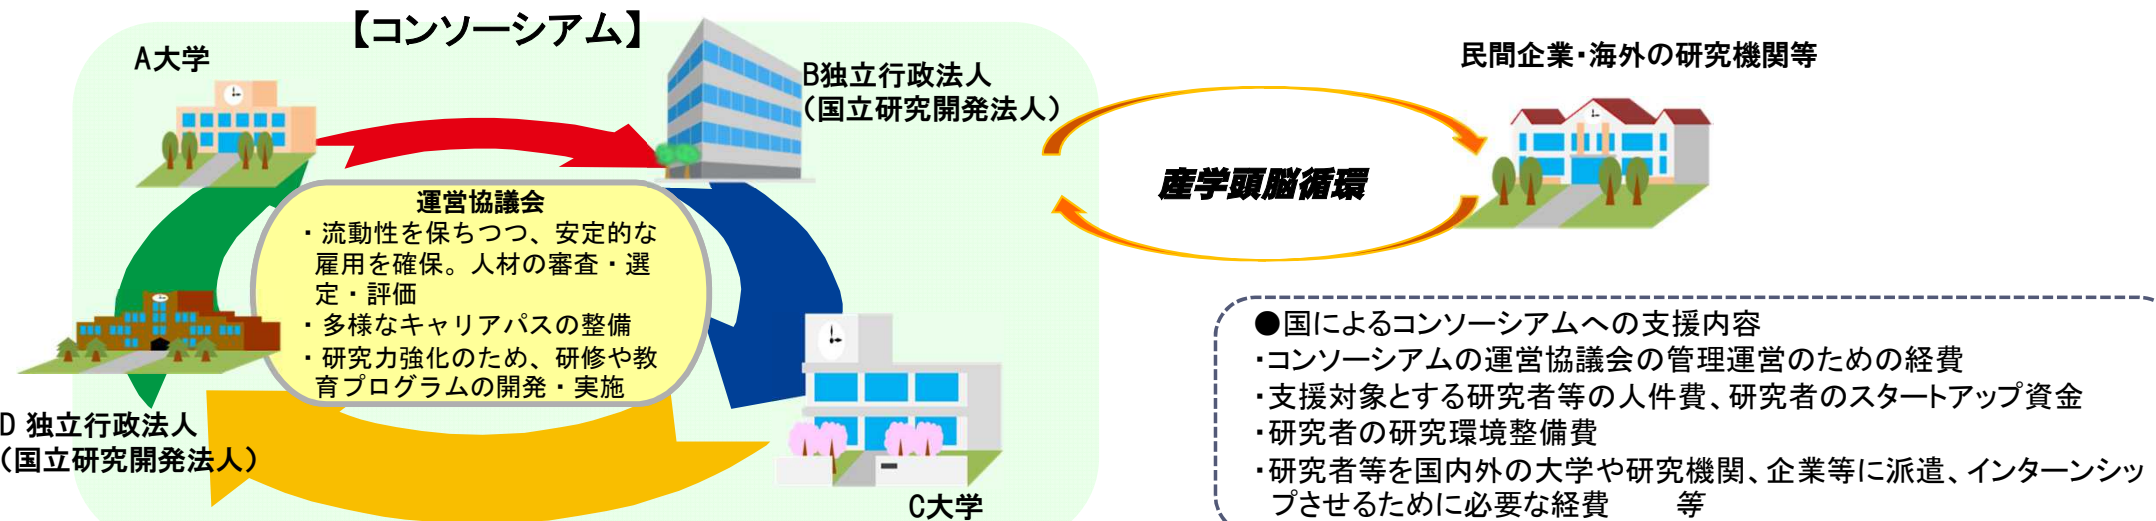 【コンソーシアム】
A大学
B独立行政法人
（国立研究開発法人）
民間企業・海外の研究機関等
産学頭脳循環
運営協議会
・流動性を保ちつつ、安定的な
雇用を確保。人材の審査・選
定・評価
・多様なキャリアパスの整備
・研究力強化のため、研修や教
育プログラムの開発・実施
D 独立行政法人
（国立研究開発法人）
C大学
●国によるコンソーシアムへの支援内容
・コンソーシアムの運営協議会の管理運営のための経費
・支援対象とする研究者等の人件費、研究者のスタートアップ資金
・研究者の研究環境整備費
・研究者等を国内外の大学や研究機関、企業等に派遣、インターンシッ
プさせるために必要な経費　　等